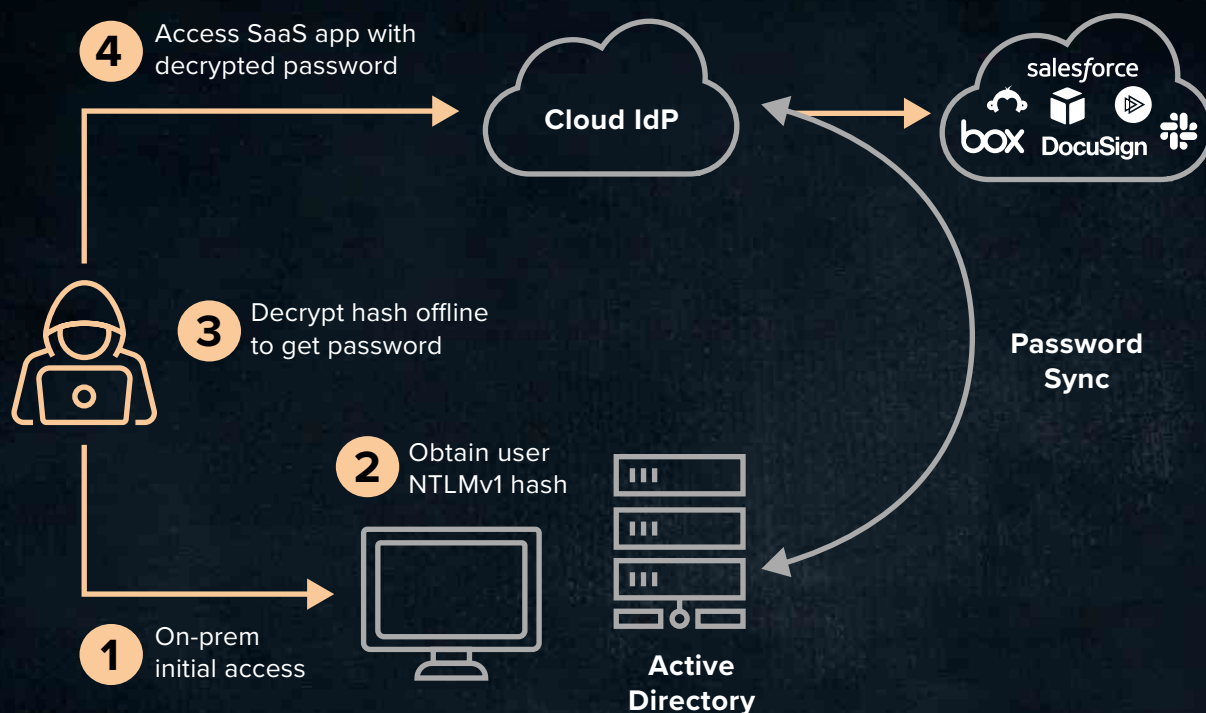 4
Access SaaS app with
decrypted password
Cloud IdP
salesforce
box
DocuSign
3
Decrypt hash offline
to get password
Password
Sync
2
Obtain user
NTLMv1 hash
1
On-prem
initial access
Active
Directory